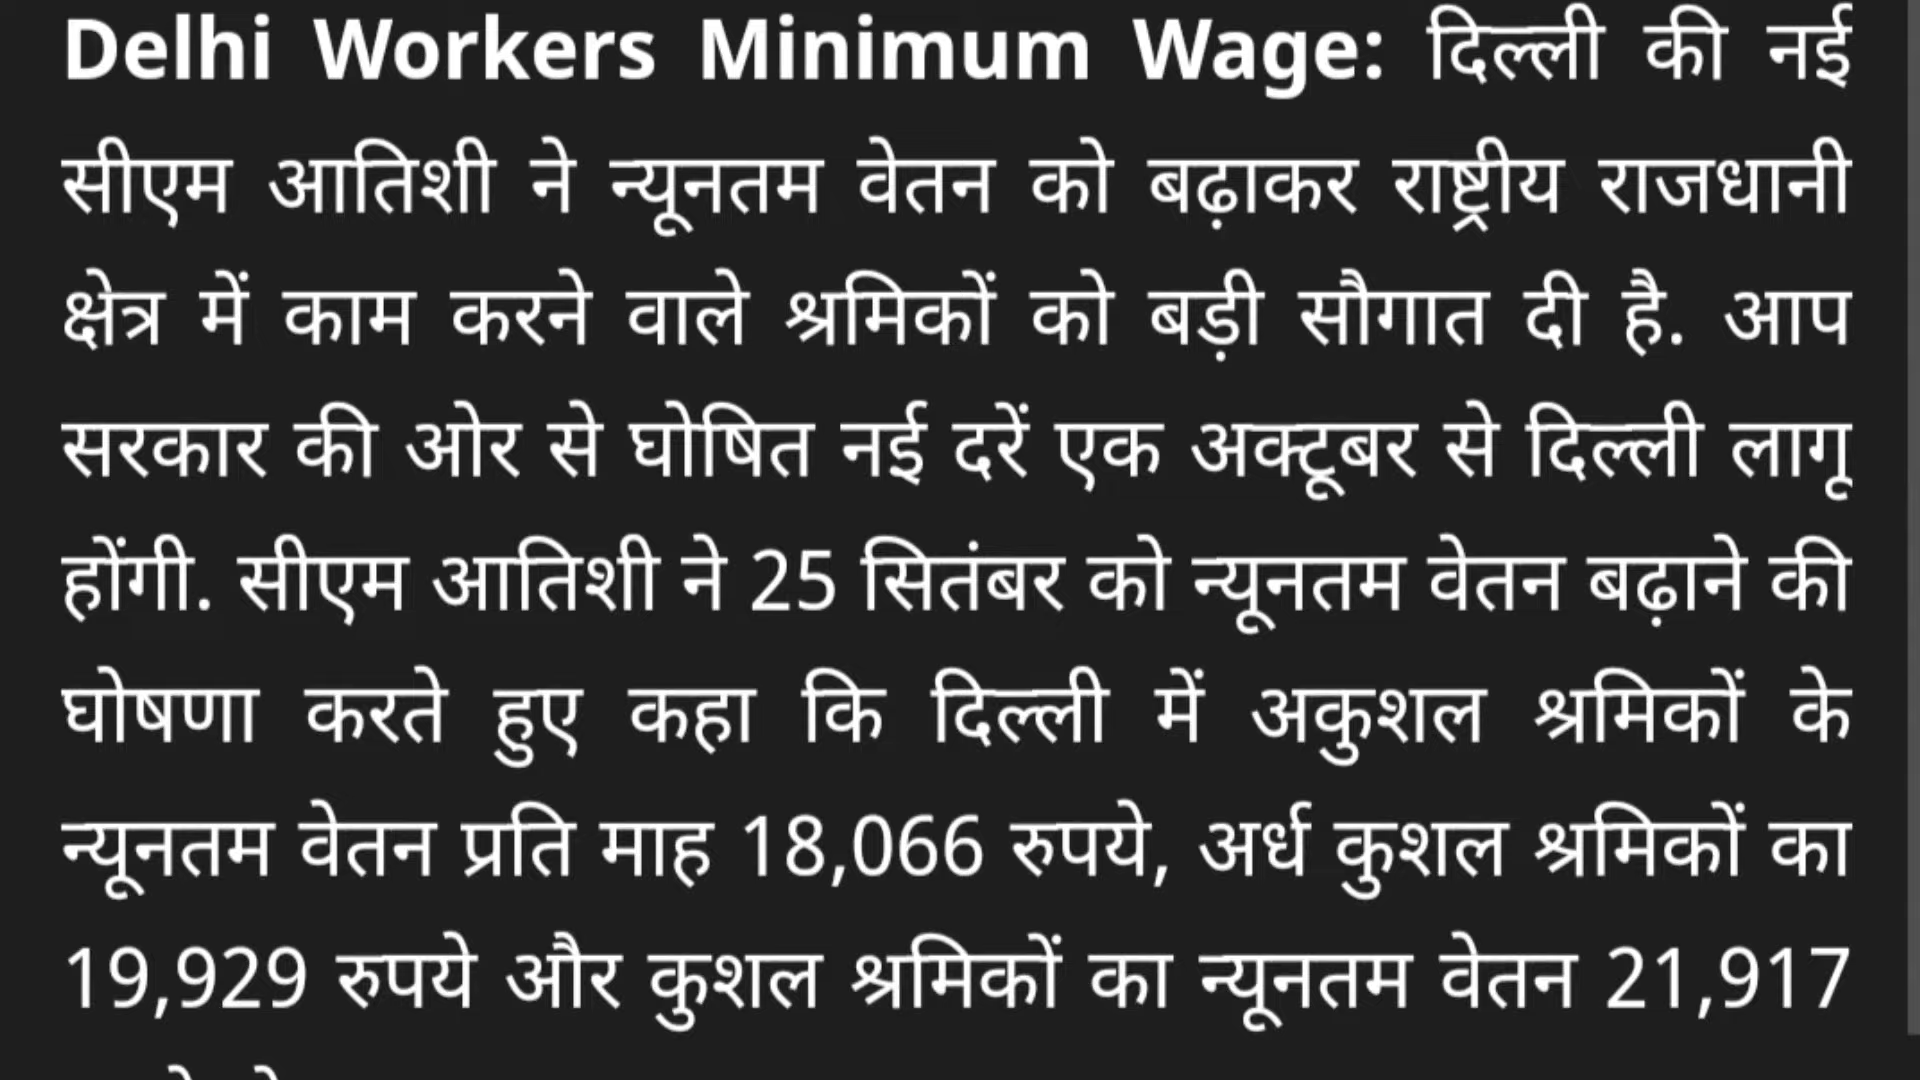 Delhi Workers Minimum Wage: दिल्ली की नई
सीएम आतिशी ने न्यूनतम वेतन को बढ़ाकर राष्ट्रीय राजधानी
क्षेत्र में काम करने वाले श्रमिकों को बड़ी सौगात दी है. आप
सरकार की ओर से घोषित नई दरें एक अक्टूबर से दिल्ली लागू
होंगी. सीएम आतिशी ने 25 सितंबर को न्यूनतम वेतन बढ़ाने की
घोषणा करते हुए कहा कि दिल्ली में अकुशल श्रमिकों के
न्यूनतम वेतन प्रति माह 18,066 रुपये, अर्ध कुशल श्रमिकों का
19,929 रुपये और कुशल श्रमिकों का न्यूनतम वेतन 21,917